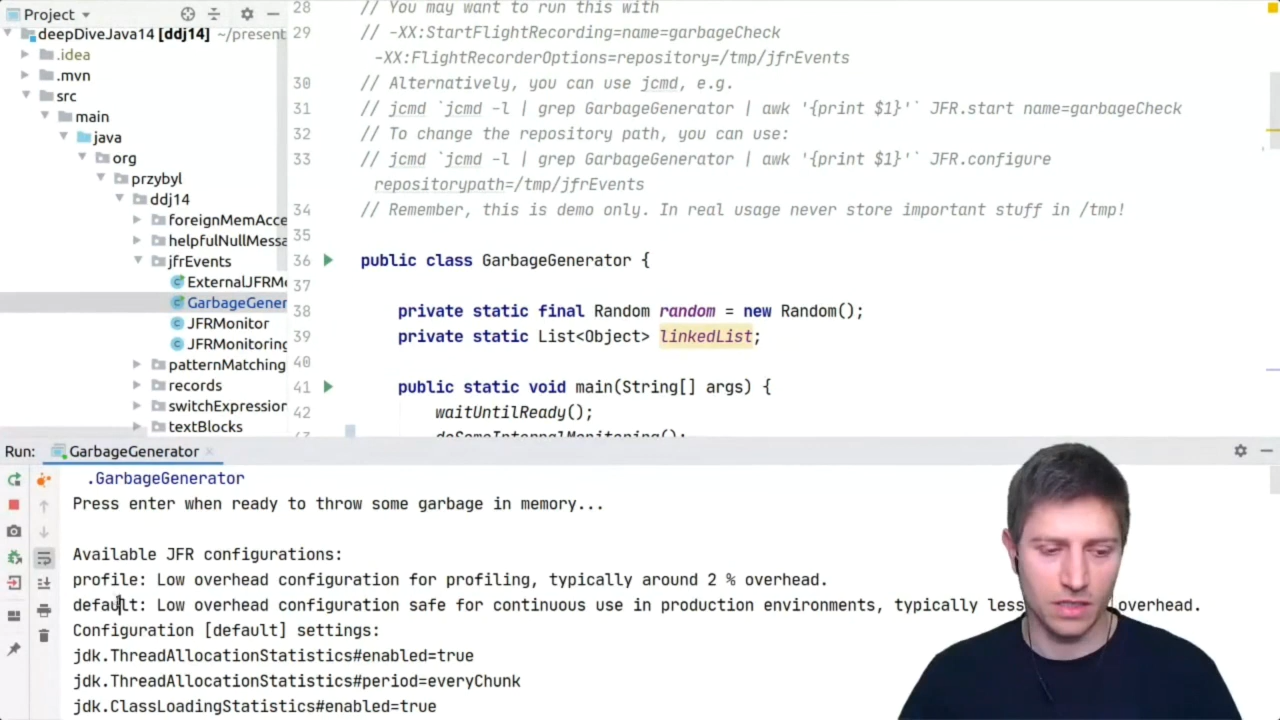 Project
deepDiveJava14 [ddj14] ~/present
.idea
.mvn
src
main
java
org
przybyl
ddj14
foreignMemAcce
helpfulNullMessa
jfrEvents
ExternalJFRMo
GarbageGener
JFRMonitor
JFRMonitoring
patternMatching
records
switchExpression
textBlocks
28 // You may want to run this with
29 // -XX:StartFlightRecording=name=garbageCheck
-XX:FlightRecorderOptions=repository=/tmp/jfrEvents
30 // Alternatively, you can use jcmd, e.g.
31 // jcmd `jcmd -l | grep GarbageGenerator | awk '{print $1}'` JFR.start name=garbageCheck
32 // To change the repository path, you can use:
33 // jcmd `jcmd -l | grep GarbageGenerator | awk '{print $1}'` JFR.configure
repositorypath=/tmp/jfrEvents
34 // Remember, this is demo only. In real usage never store important stuff in /tmp!
35
36 public class GarbageGenerator {
37
38 private static final Random random = new Random();
39 private static List<Object> linkedList;
40
41 public static void main(String[] args) {
42 waitUntilReady();
43 doSomeInternalMonitoring();
Run: GarbageGenerator
.GarbageGenerator
Press enter when ready to throw some garbage in memory...
Available JFR configurations:
profile: Low overhead configuration for profiling, typically around 2 % overhead.
default: Low overhead configuration safe for continuous use in production environments, typically less overhead.
Configuration [default] settings:
jdk.ThreadAllocationStatistics#enabled=true
jdk.ThreadAllocationStatistics#period=everyChunk
jdk.ClassLoadingStatistics#enabled=true